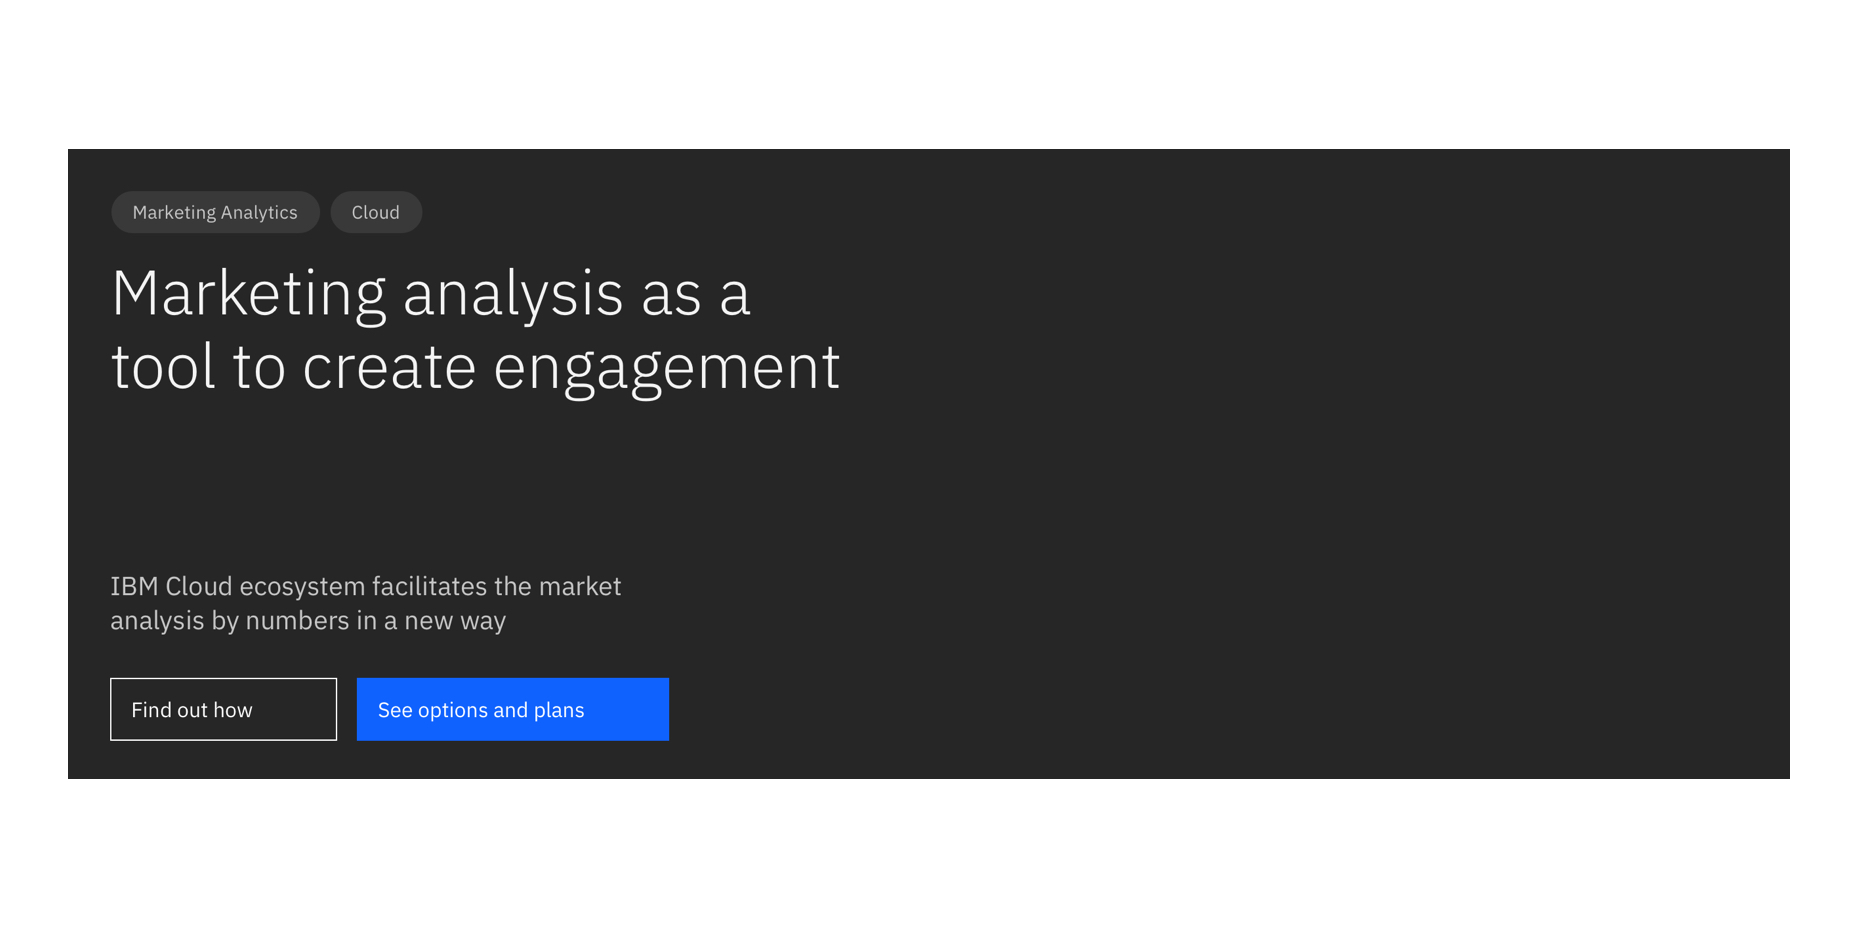 Marketing Analytics Cloud
Marketing analysis as a
tool to create engagement
IBM Cloud ecosystem facilitates the market
analysis by numbers in a new way
Find out how See options and plans